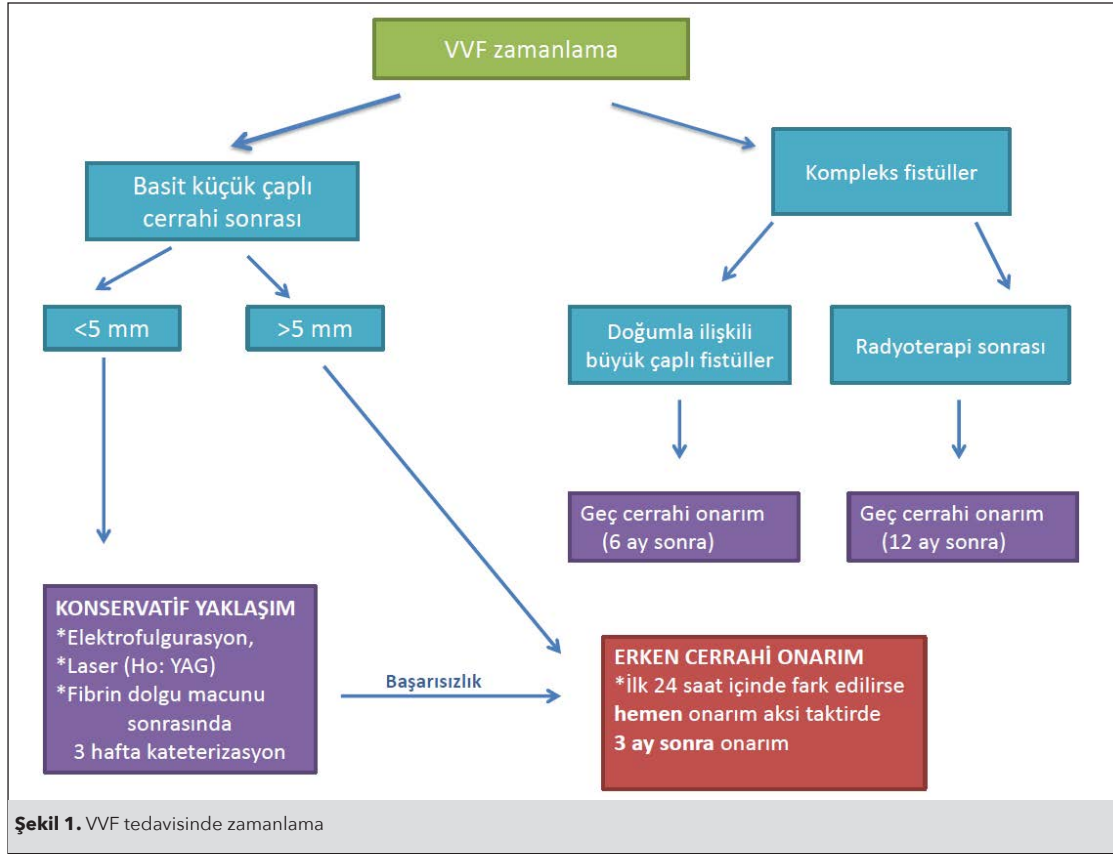 VVF zamanlama
Basit küçük çaplı
cerrahi sonrası
Kompleks fistüller
<5 mm
>5 mm
Doğumla ilişkili
büyük çaplı fistüller
Radyoterapi sonrası
Geç cerrahi onarım
(6 ay sonra)
Geç cerrahi onarım
(12 ay sonra)
KONSERVATİF YAKLAŞIM
*Elektrofulgurasyon,
*Laser (Ho: YAG)
*Fibrin dolgu macunu
sonrasında
3 hafta kateterizasyon
Başarısızlık
ERKEN CERRAHİ ONARIM
*İlk 24 saat içinde fark edilirse
hemen onarım aksi taktirde
3 ay sonra onarım
Şekil 1. VVF tedavisinde zamanlama